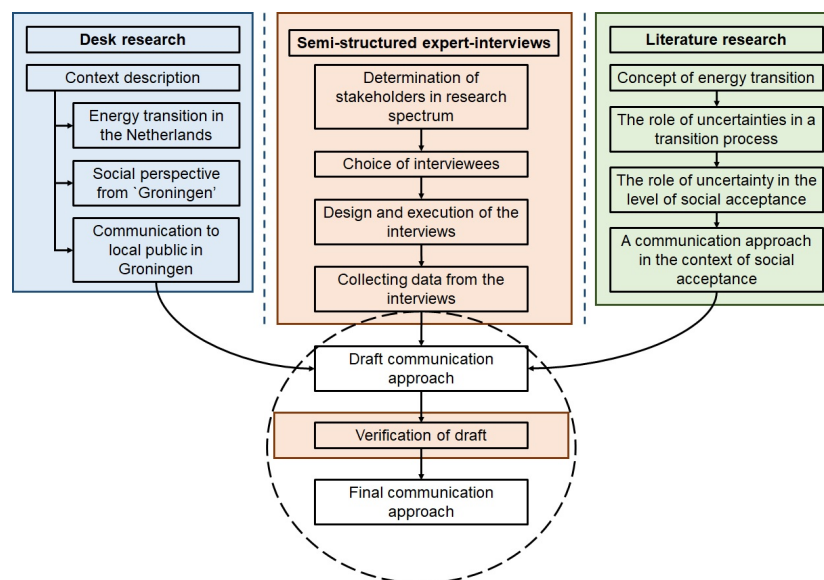 Desk research
Context description
Energy transition in
the Netherlands
Social perspective
from `Groningen'
Communication to
local public in
Groningen
Semi-structured expert-interviews
Determination of
stakeholders in research
spectrum
Choice of interviewees
Design and execution of the
interviews
Collecting data from the
interviews
Literature research
Concept of energy transition
The role of uncertainties in a
transition process
The role of uncertainty in the
level of social acceptance
A communication approach
in the context of social
acceptance
Draft communication
approach
Verification of draft
Final communication
approach